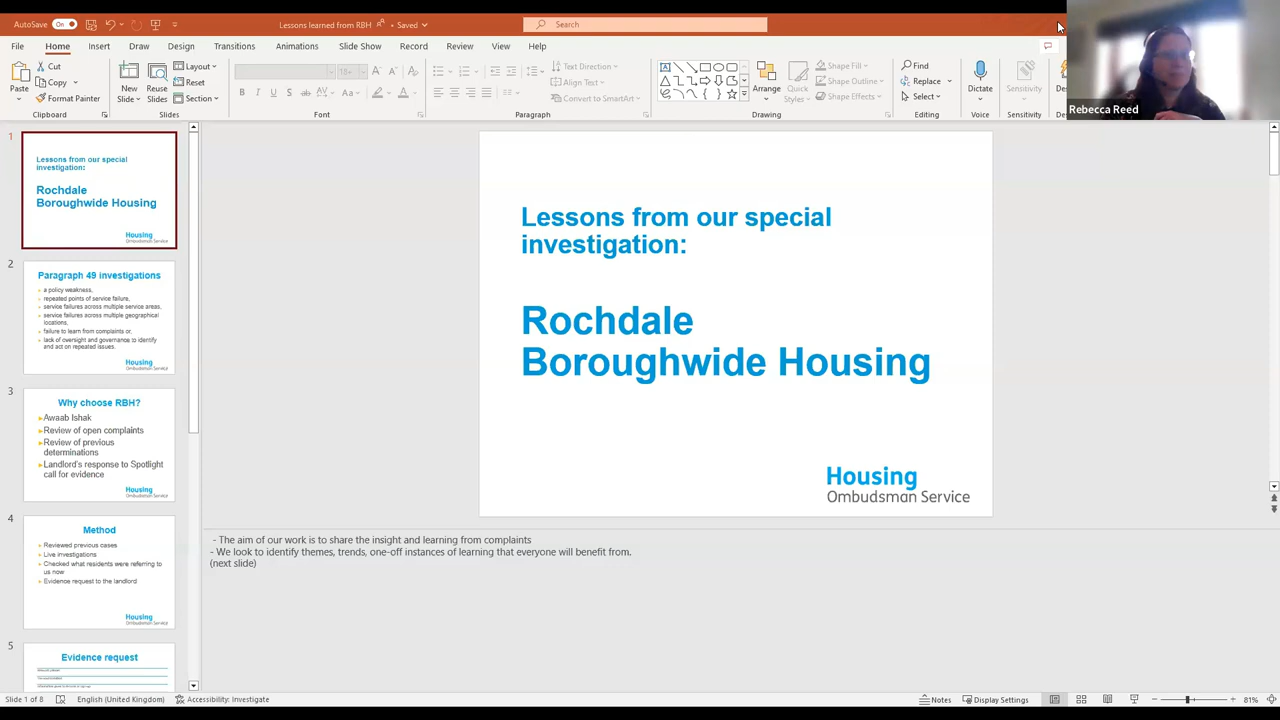 AutoSave
On
Lessons learned from RBH
• Saved
Search
File
Home
Insert
Draw
Design
Transitions
Animations
Slide Show
Record
Review
View
Help
Paste
Cut
Copy
Format Painter
Clipboard
New
Slide
Reuse
Slides
Layout
Reset
Section
Slides
18
Font
Text Direction
Align Text
Convert to SmartArt
Paragraph
Arrange
Quick
Styles
Shape Fill
Shape Outline
Shape Effects
Drawing
Find
Replace
Select
Editing
Dictate
Voice
Sensitivity
Sensitivity
Rebecca Reed
1
Lessons from our special
investigation:
Rochdale
Boroughwide Housing
Housing
Ombudsman Service
2
Paragraph 49 investigations
a policy weakness,
repeated points of service failure,
service failures across multiple service areas,
service failures across multiple geographical
locations,
failure to learn from complaints or,
lack of oversight and governance to identify
and act on repeated issues.
Housing
Ombudsman Service
3
Why choose RBH?
Awaab Ishak
Review of open complaints
Review of previous
determinations
Landlord's response to Spotlight
call for evidence
Housing
Ombudsman Service
4
Method
Reviewed previous cases
Live investigations
Checked what residents were referring to
us now
Evidence request to the landlord
Housing
Ombudsman Service
5
Evidence request
Lessons from our special
investigation:
Rochdale
Boroughwide Housing
Housing
Ombudsman Service
- The aim of our work is to share the insight and learning from complaints
- We look to identify themes, trends, one-off instances of learning that everyone will benefit from.
(next slide)
Slide 1 of 8
English (United Kingdom)
Accessibility: Investigate
Notes
Display Settings
81%